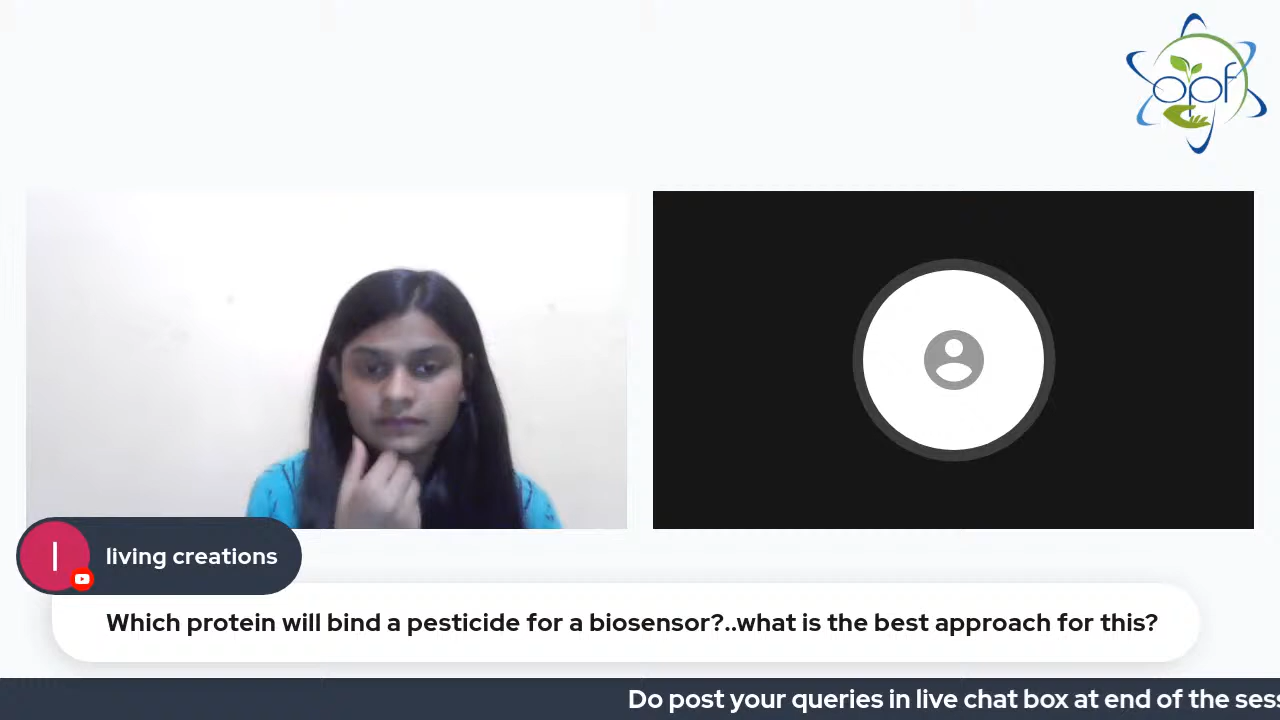 opf
I
living creations
Which protein will bind a pesticide for a biosensor?..what is the best approach for this?
Do post your queries in live chat box at end of the sess